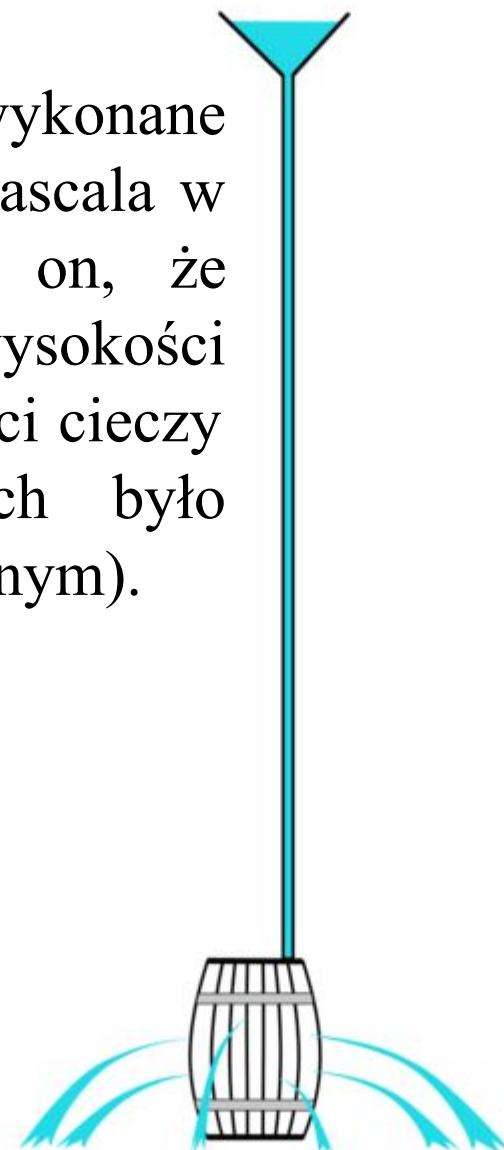 ykonane
ascala w
on, że
ysokości
ci cieczy
ch było
nym).